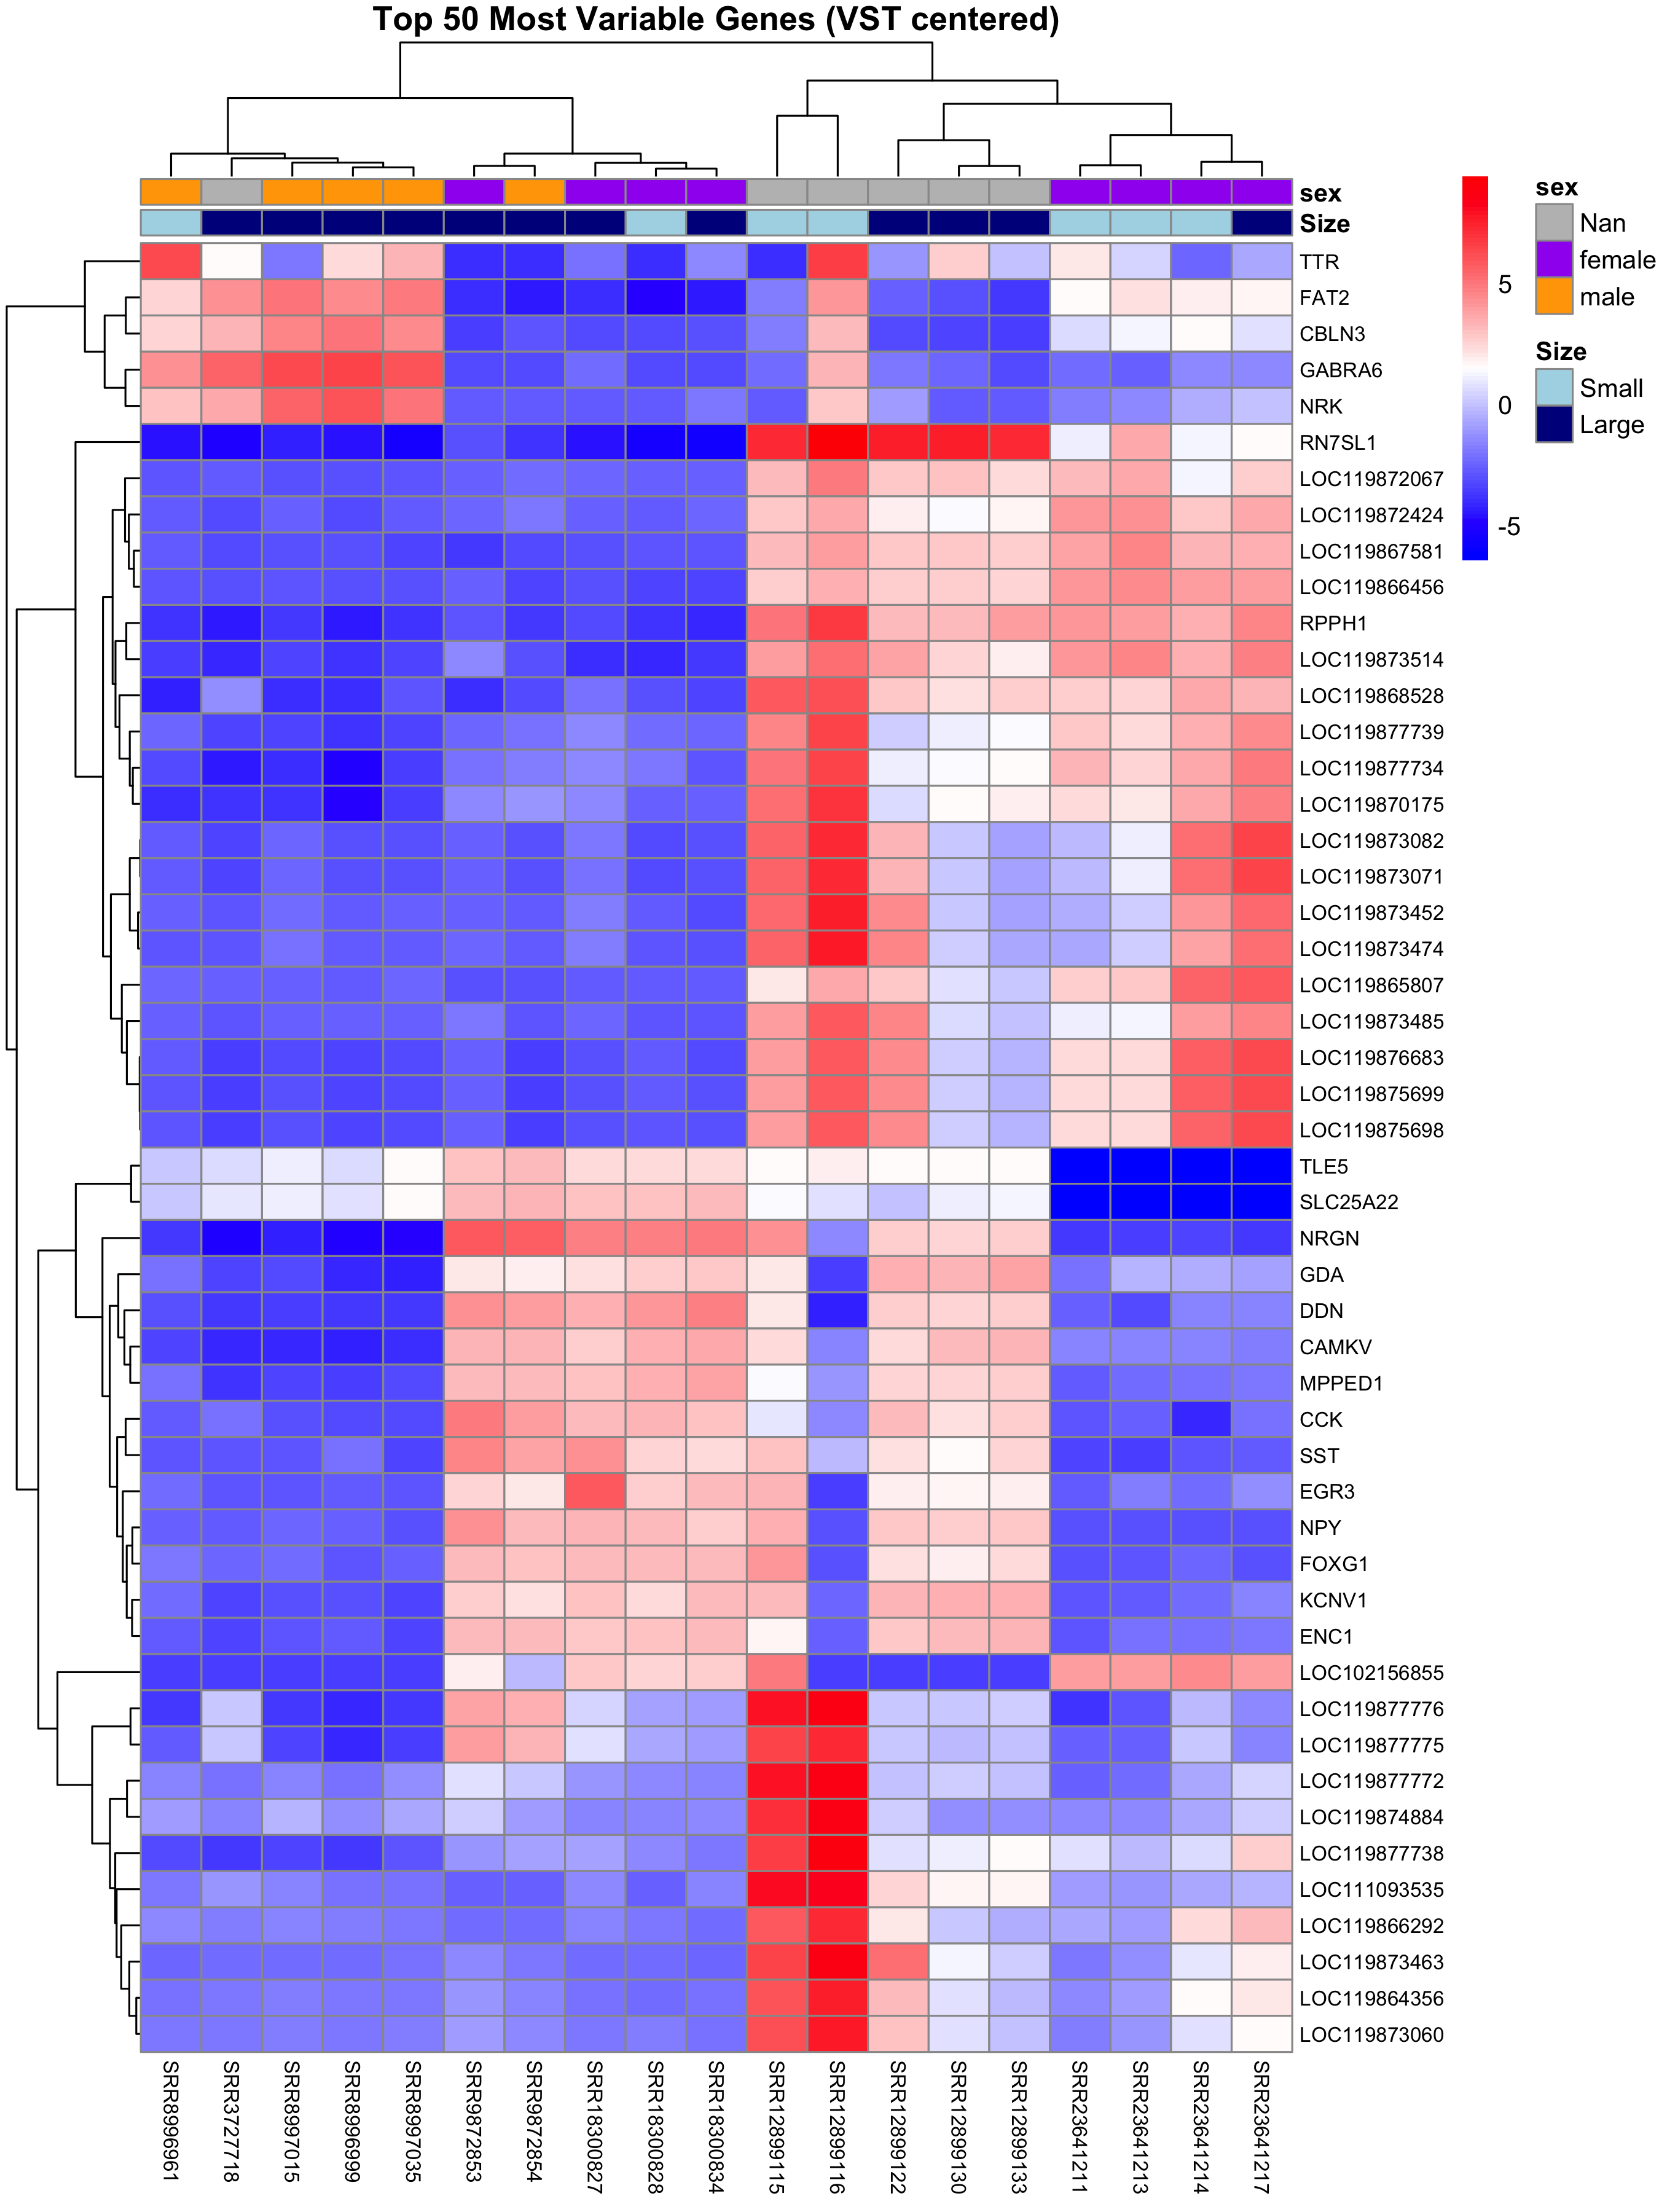 Top 50 Most Variable Genes (VST centered)
sex
Size
TTR
FAT2
CBLN3
GABRA6
NRK
RN7SL1
LOC119872067
LOC119872424
LOC119867581
LOC119866456
RPPH1
LOC119873514
LOC119868528
LOC119877739
LOC119877734
LOC119870175
LOC119873082
LOC119873071
LOC119873452
LOC119873474
LOC119865807
LOC119873485
LOC119876683
LOC119875699
LOC119875698
TLE5
SLC25A22
NRGN
GDA
DDN
CAMKV
MPPED1
CCK
SST
EGR3
NPY
FOXG1
KCNV1
ENC1
LOC102156855
LOC119877776
LOC119877775
LOC119877772
LOC119874884
LOC119877738
LOC111093535
LOC119866292
LOC119873463
LOC119864356
LOC119873060
SRR8996961
SRR3727718
SRR8997015
SRR8996999
SRR8997035
SRR9872853
SRR9872854
SRR18300827
SRR18300828
SRR18300834
SRR12899115
SRR12899116
SRR12899122
SRR12899130
SRR12899133
SRR23641211
SRR23641213
SRR23641214
SRR23641217
5
0
-5
sex
Nan
female
male
Size
Small
Large